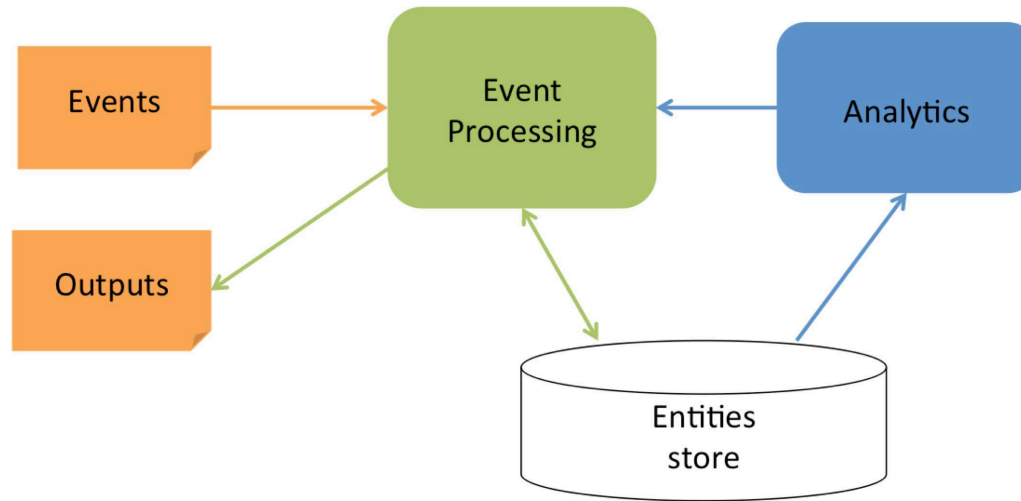 Events
Event
Processing
Analytics
Outputs
Entities
store